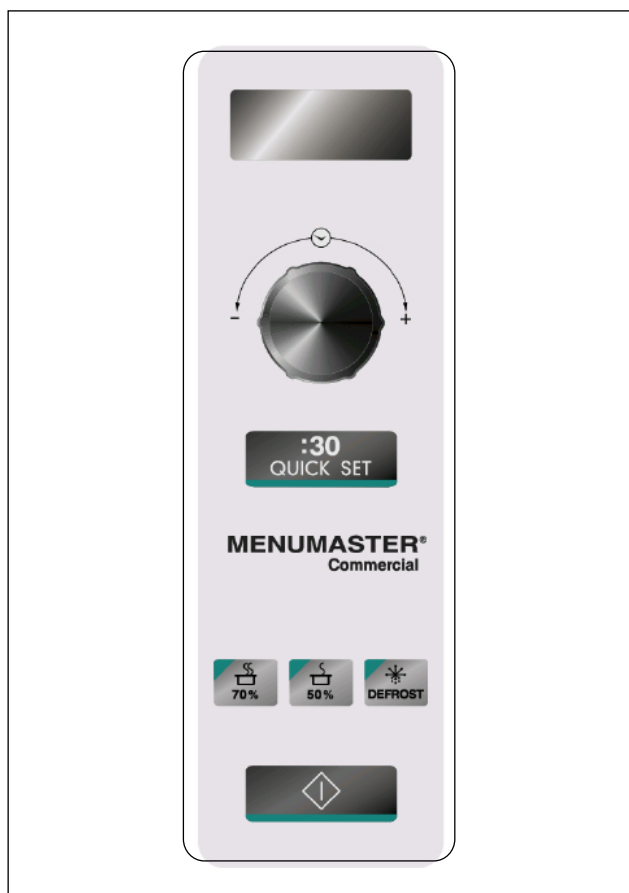 - +
:30
QUICK SET
MENUMASTER®
Commercial
70% 50% DEFROST